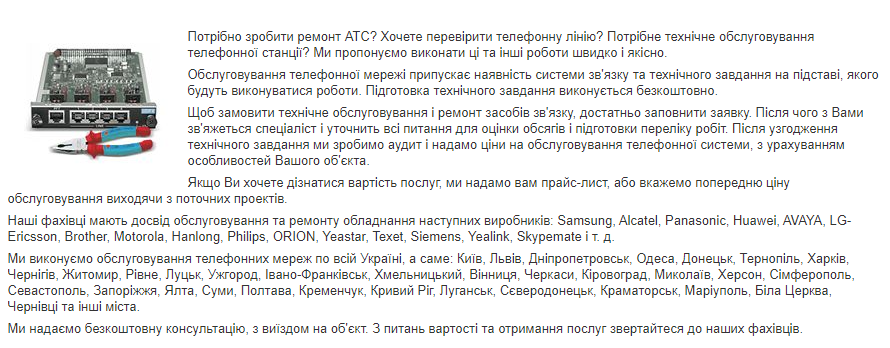 Потрібно зробити ремонт АТС? Хочете перевірити телефонну лінію? Потрібне технічне обслуговування
телефонної станції? Ми пропонуємо виконати ці та інші роботи швидко і якісно.
Обслуговування телефонної мережі припускає наявність системи зв'язку та технічного завдання на підставі, якого
будуть виконуватися роботи. Підготовка технічного завдання виконується безкоштовно.
Щоб замовити технічне обслуговування і ремонт засобів зв'язку, достатньо заповнити заявку. Після чого з Вами
зв'яжеться спеціаліст і уточнить всі питання для оцінки обсягів і підготовки переліку робіт. Після узгодження
технічного завдання ми зробимо аудит і надамо ціни на обслуговування телефонної системи, з урахуванням
особливостей Вашого об'єкта.
Якщо Ви хочете дізнатися вартість послуг, ми надамо вам прайс-лист, або вкажемо попередню ціну
обслуговування виходячи з поточних проектів.
Наші фахівці мають досвід обслуговування та ремонту обладнання наступних виробників: Samsung, Alcatel, Panasonic, Huawei, AVAYA, LG-
Ericsson, Brother, Motorola, Hanlong, Philips, ORION, Yeastar, Texet, Siemens, Yealink, Skypemate і т. д.
Ми виконуємо обслуговування телефонних мереж по всій Україні, а саме: Київ, Львів, Дніпропетровськ, Одеса, Донецьк, Тернопіль, Харків,
Чернігів, Житомир, Рівне, Луцьк, Ужгород, Івано-Франківськ, Хмельницький, Вінниця, Черкаси, Кіровоград, Миколаїв, Херсон, Сімферополь,
Севастополь, Запоріжжя, Ялта, Суми, Полтава, Кременчук, Кривий Ріг, Луганськ, Сєверодонецьк, Краматорськ, Маріуполь, Біла Церква,
Чернівці та інші міста.
Ми надаємо безкоштовну консультацію, з виїздом на об'єкт. З питань вартості та отримання послуг звертайтеся до наших фахівців.